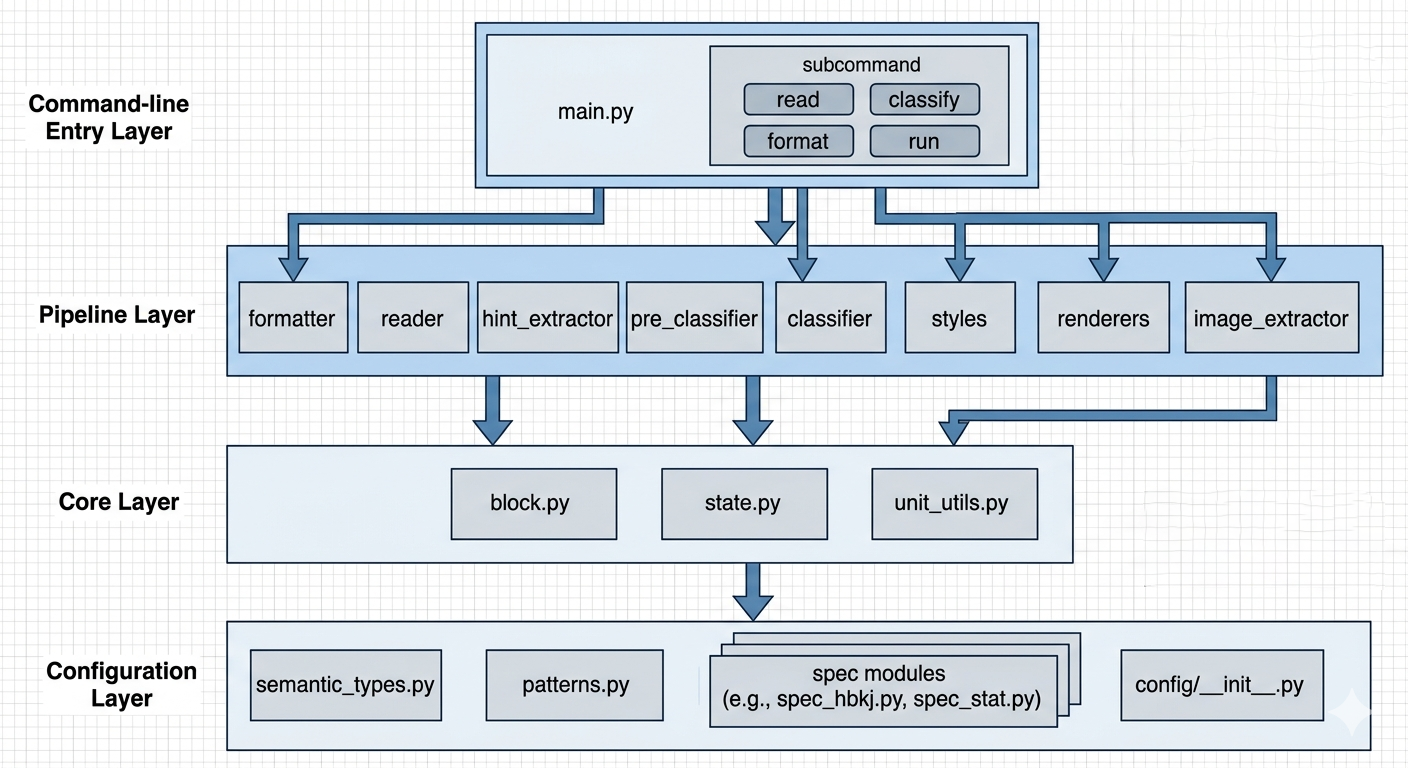 Command-line
Entry Layer
main.py
subcommand
read
classify
format
run
Pipeline Layer
formatter
reader
hint_extractor
pre_classifier
classifier
styles
renderers
image_extractor
Core Layer
block.py
state.py
unit_utils.py
Configuration
Layer
semantic_types.py
patterns.py
spec modules
(e.g., spec_hbkj.py, spec_stat.py)
config/__init__.py